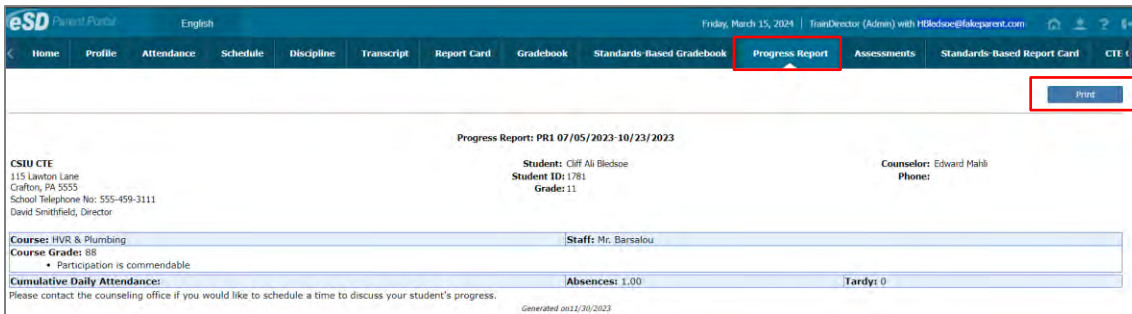 eSD Parent Portal English Friday, March 15, 2024 | TrainDirector (Admin) with HBledsoe@fakeparent.com ?
Home Profile Attendance Schedule Discipline Transcript Report Card Gradebook Standards-Based Gradebook Progress Report Assessments Standards-Based Report Card CTE
Print
Progress Report: PR1 07/05/2023-10/23/2023
CSIU CTE Student: Cliff Ali Bledsoe Counselor: Edward Mahli
115 Lawton Lane Student ID: 1781 Phone:
Crafton, PA 5555 Grade: 11
School Telephone No: 555-459-3111
David Smithfield, Director
Course: HVR & Plumbing Staff: Mr. Barsalou
Course Grade: 88
• Participation is commendable
Cumulative Daily Attendance: Absences: 1.00 Tardy: 0
Please contact the counseling office if you would like to schedule a time to discuss your student's progress.
Generated on11/30/2023